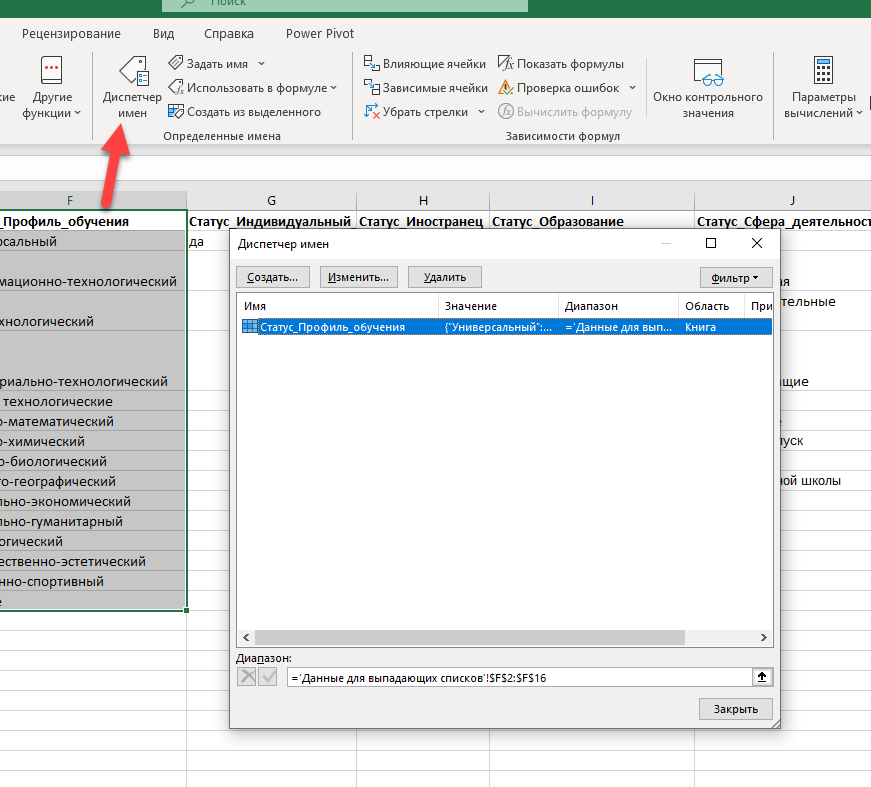 Поиск
Рецензирование Вид Справка Power Pivot
Другие функции
Диспетчер имен
Задать имя
Использовать в формуле
Создать из выделенного
Определенные имена
Влияющие ячейки
Зависимые ячейки
Убрать стрелки
Показать формулы
Проверка ошибок
Вычислить формулу
Зависимости формул
Окно контрольного значения
Параметры вычислений
F G H I J
_Профиль_обучения Статус_Индивидуальный Статус_Иностранец Статус_Образование Статус_Сфера_деятельност
рсальный да
мационно-технологический
хнологический
риально-технологический
технологические
о-математический
о-химический
о-биологический
го-географический
льно-экономический
льно-гуманитарный
огический
ественно-эстетический
нно-спортивный
е
ая
тельные
ащие
уск
ной школы
Диспетчер имен
Создать... Изменить... Удалить Фильтр
Имя Значение Диапазон Область При
Статус_Профиль_обучения {"Универсальный":... ='Данные для вып... Книга
Диапазон:
='Данные для выпадающих списков'!$F$2:$F$16
Закрыть